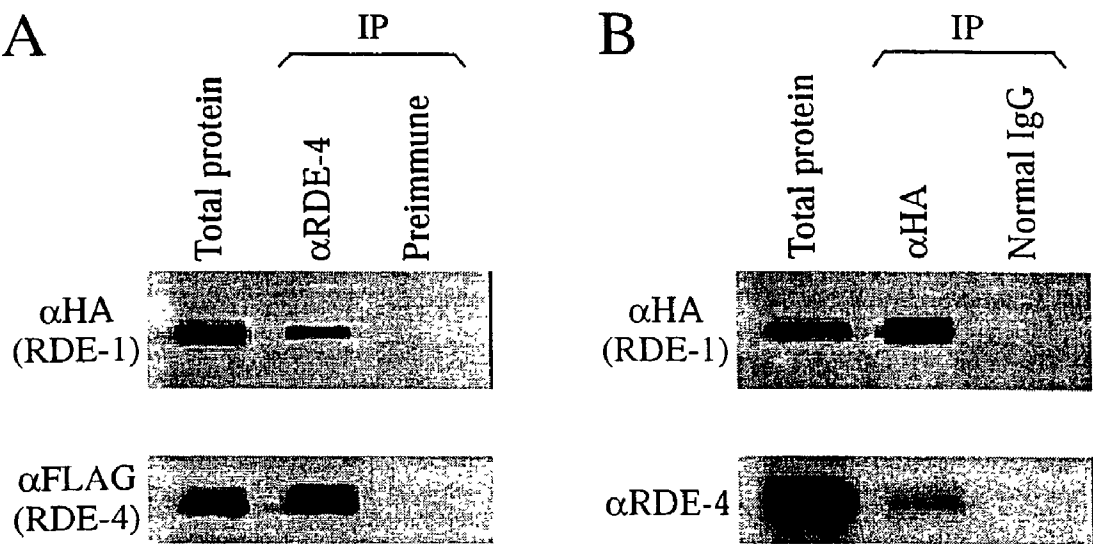 A
IP
Total protein
αRDE-4
Preimmune
αHA
(RDE-1)
αFLAG
(RDE-4)
B
IP
Total protein
αHA
Normal IgG
αHA
(RDE-1)
αRDE-4